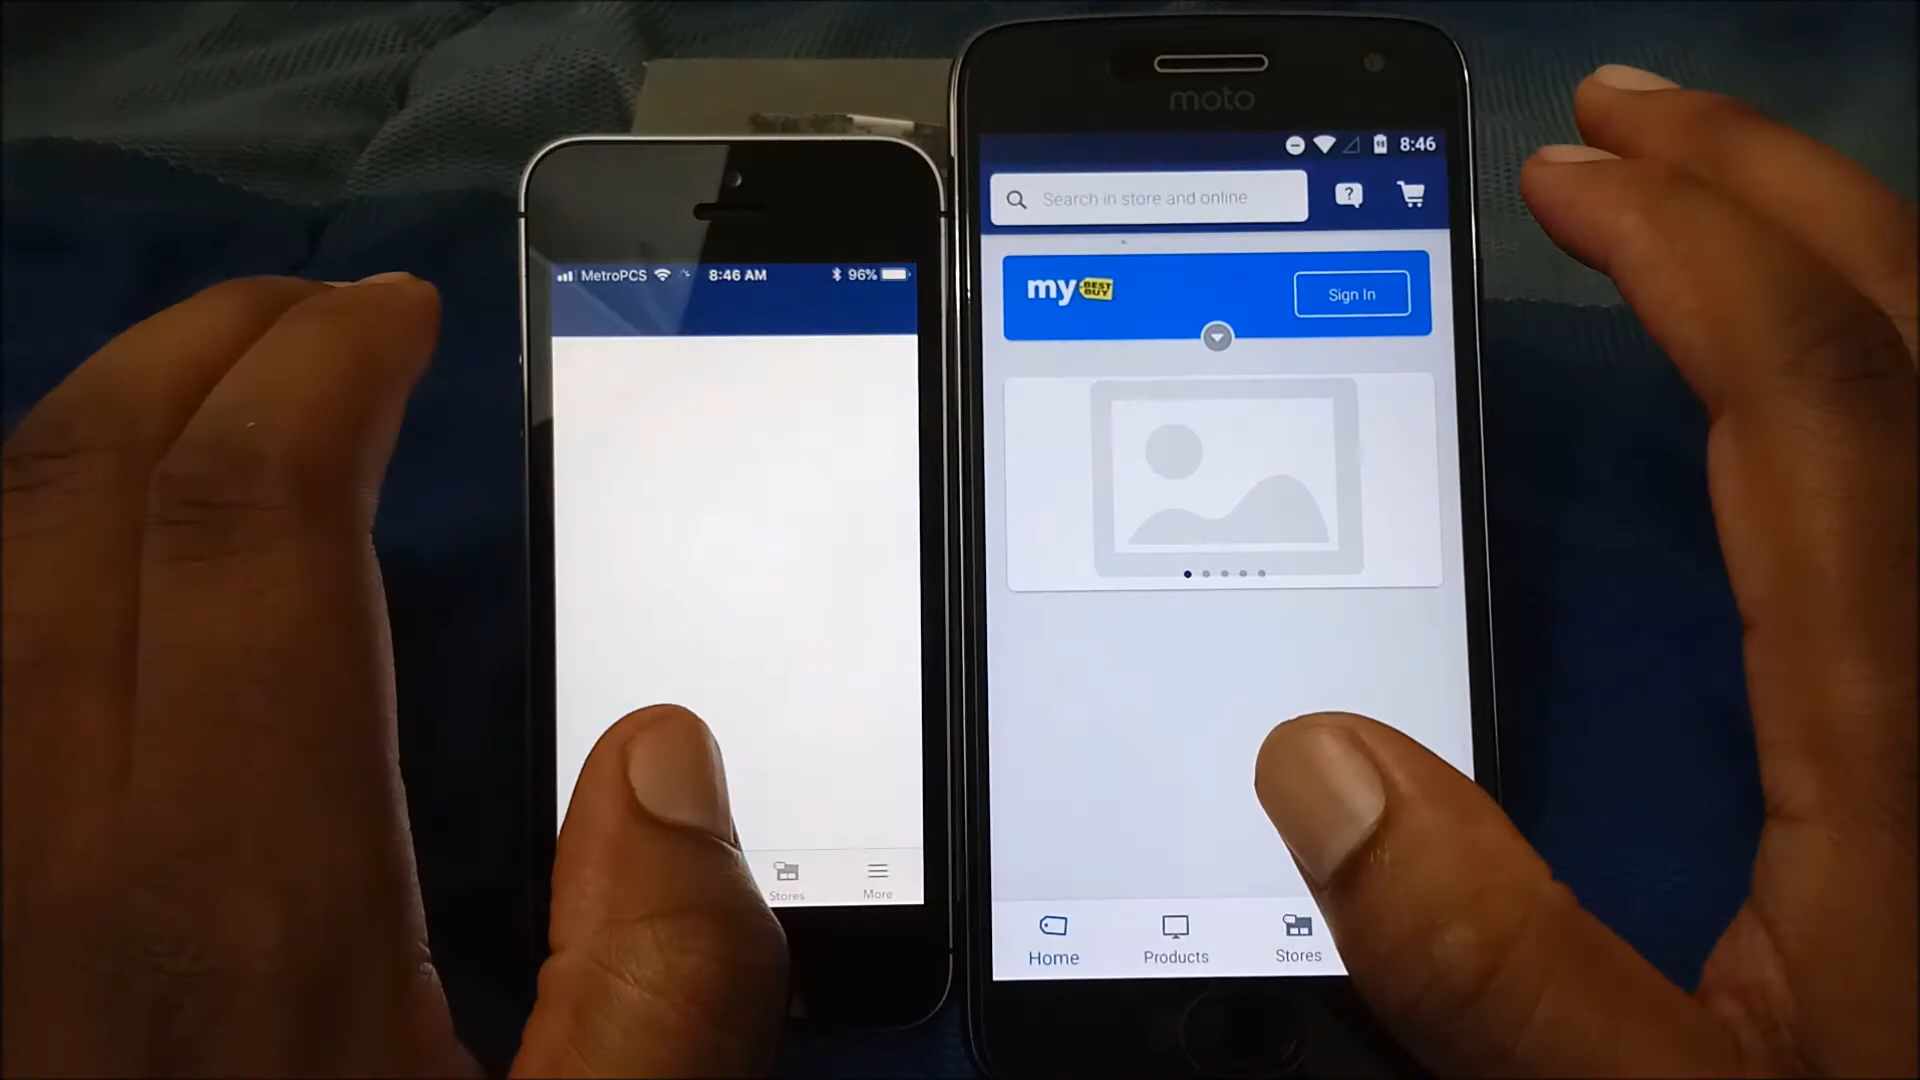 MetroPCS 8:46 AM 96%
Stores More
moto
8:46
Search in store and online ?
my BEST BUY Sign In
Home Products Stores